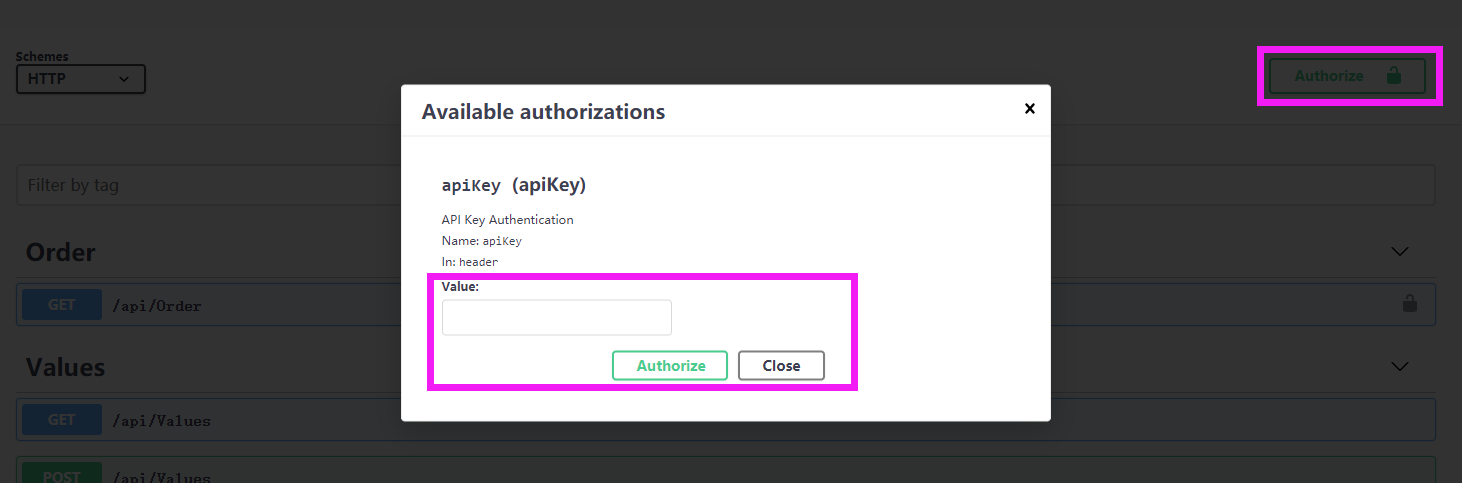 Schemes
HTTP
Authorize
Available authorizations
×
Filter by tag
apiKey (apiKey)
API Key Authentication
Name: apiKey
In: header
Order
Value:
GET /api/Order
Authorize Close
Values
GET /api/Values
POST /api/Values